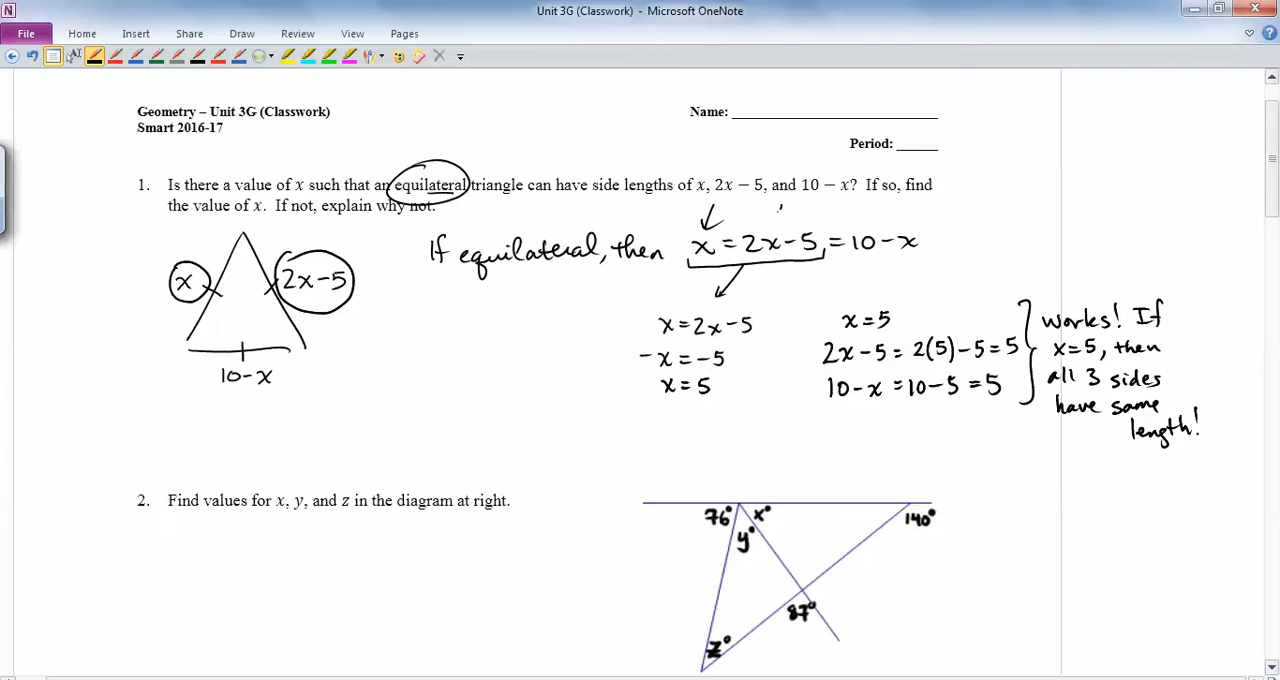 Unit 3G (Classwork) - Microsoft OneNote
File Home Insert Share Draw Review View Pages
Geometry – Unit 3G (Classwork)
Smart 2016-17
Name: ____________________
Period: ______
1. Is there a value of x such that an equilateral triangle can have side lengths of x, 2x − 5, and 10 − x? If so, find
the value of x. If not, explain why not.
x
2x-5
10-x
If equilateral, then x = 2x-5 = 10-x
x = 2x-5
-x = -5
x = 5
x = 5
2x-5 = 2(5)-5 = 5
10-x = 10-5 = 5
works! If
x=5, then
all 3 sides
have same
length!
2. Find values for x, y, and z in the diagram at right.
76° x° 140°
y°
87°
z°